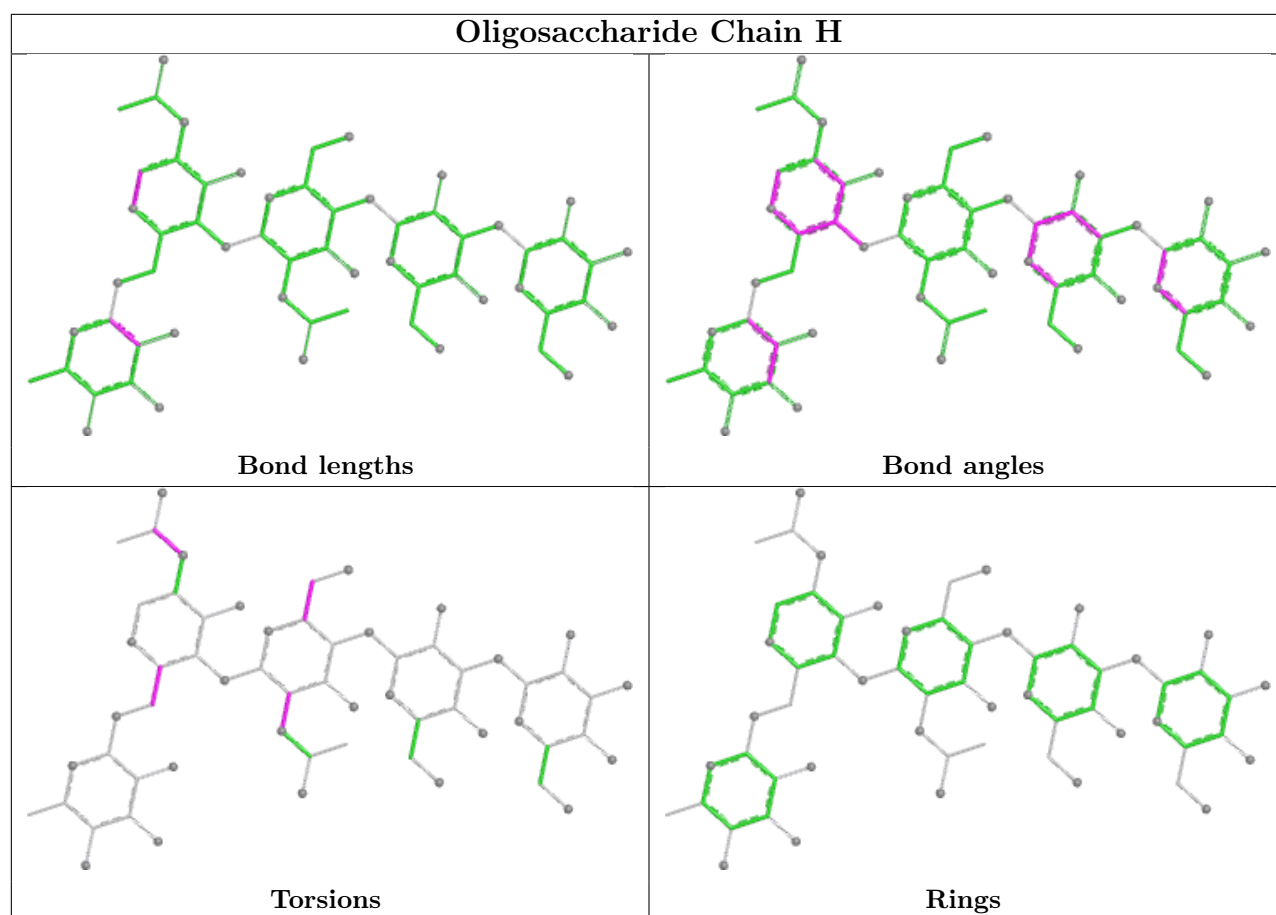 Oligosaccharide Chain H
Bond lengths
Bond angles
Torsions
Rings